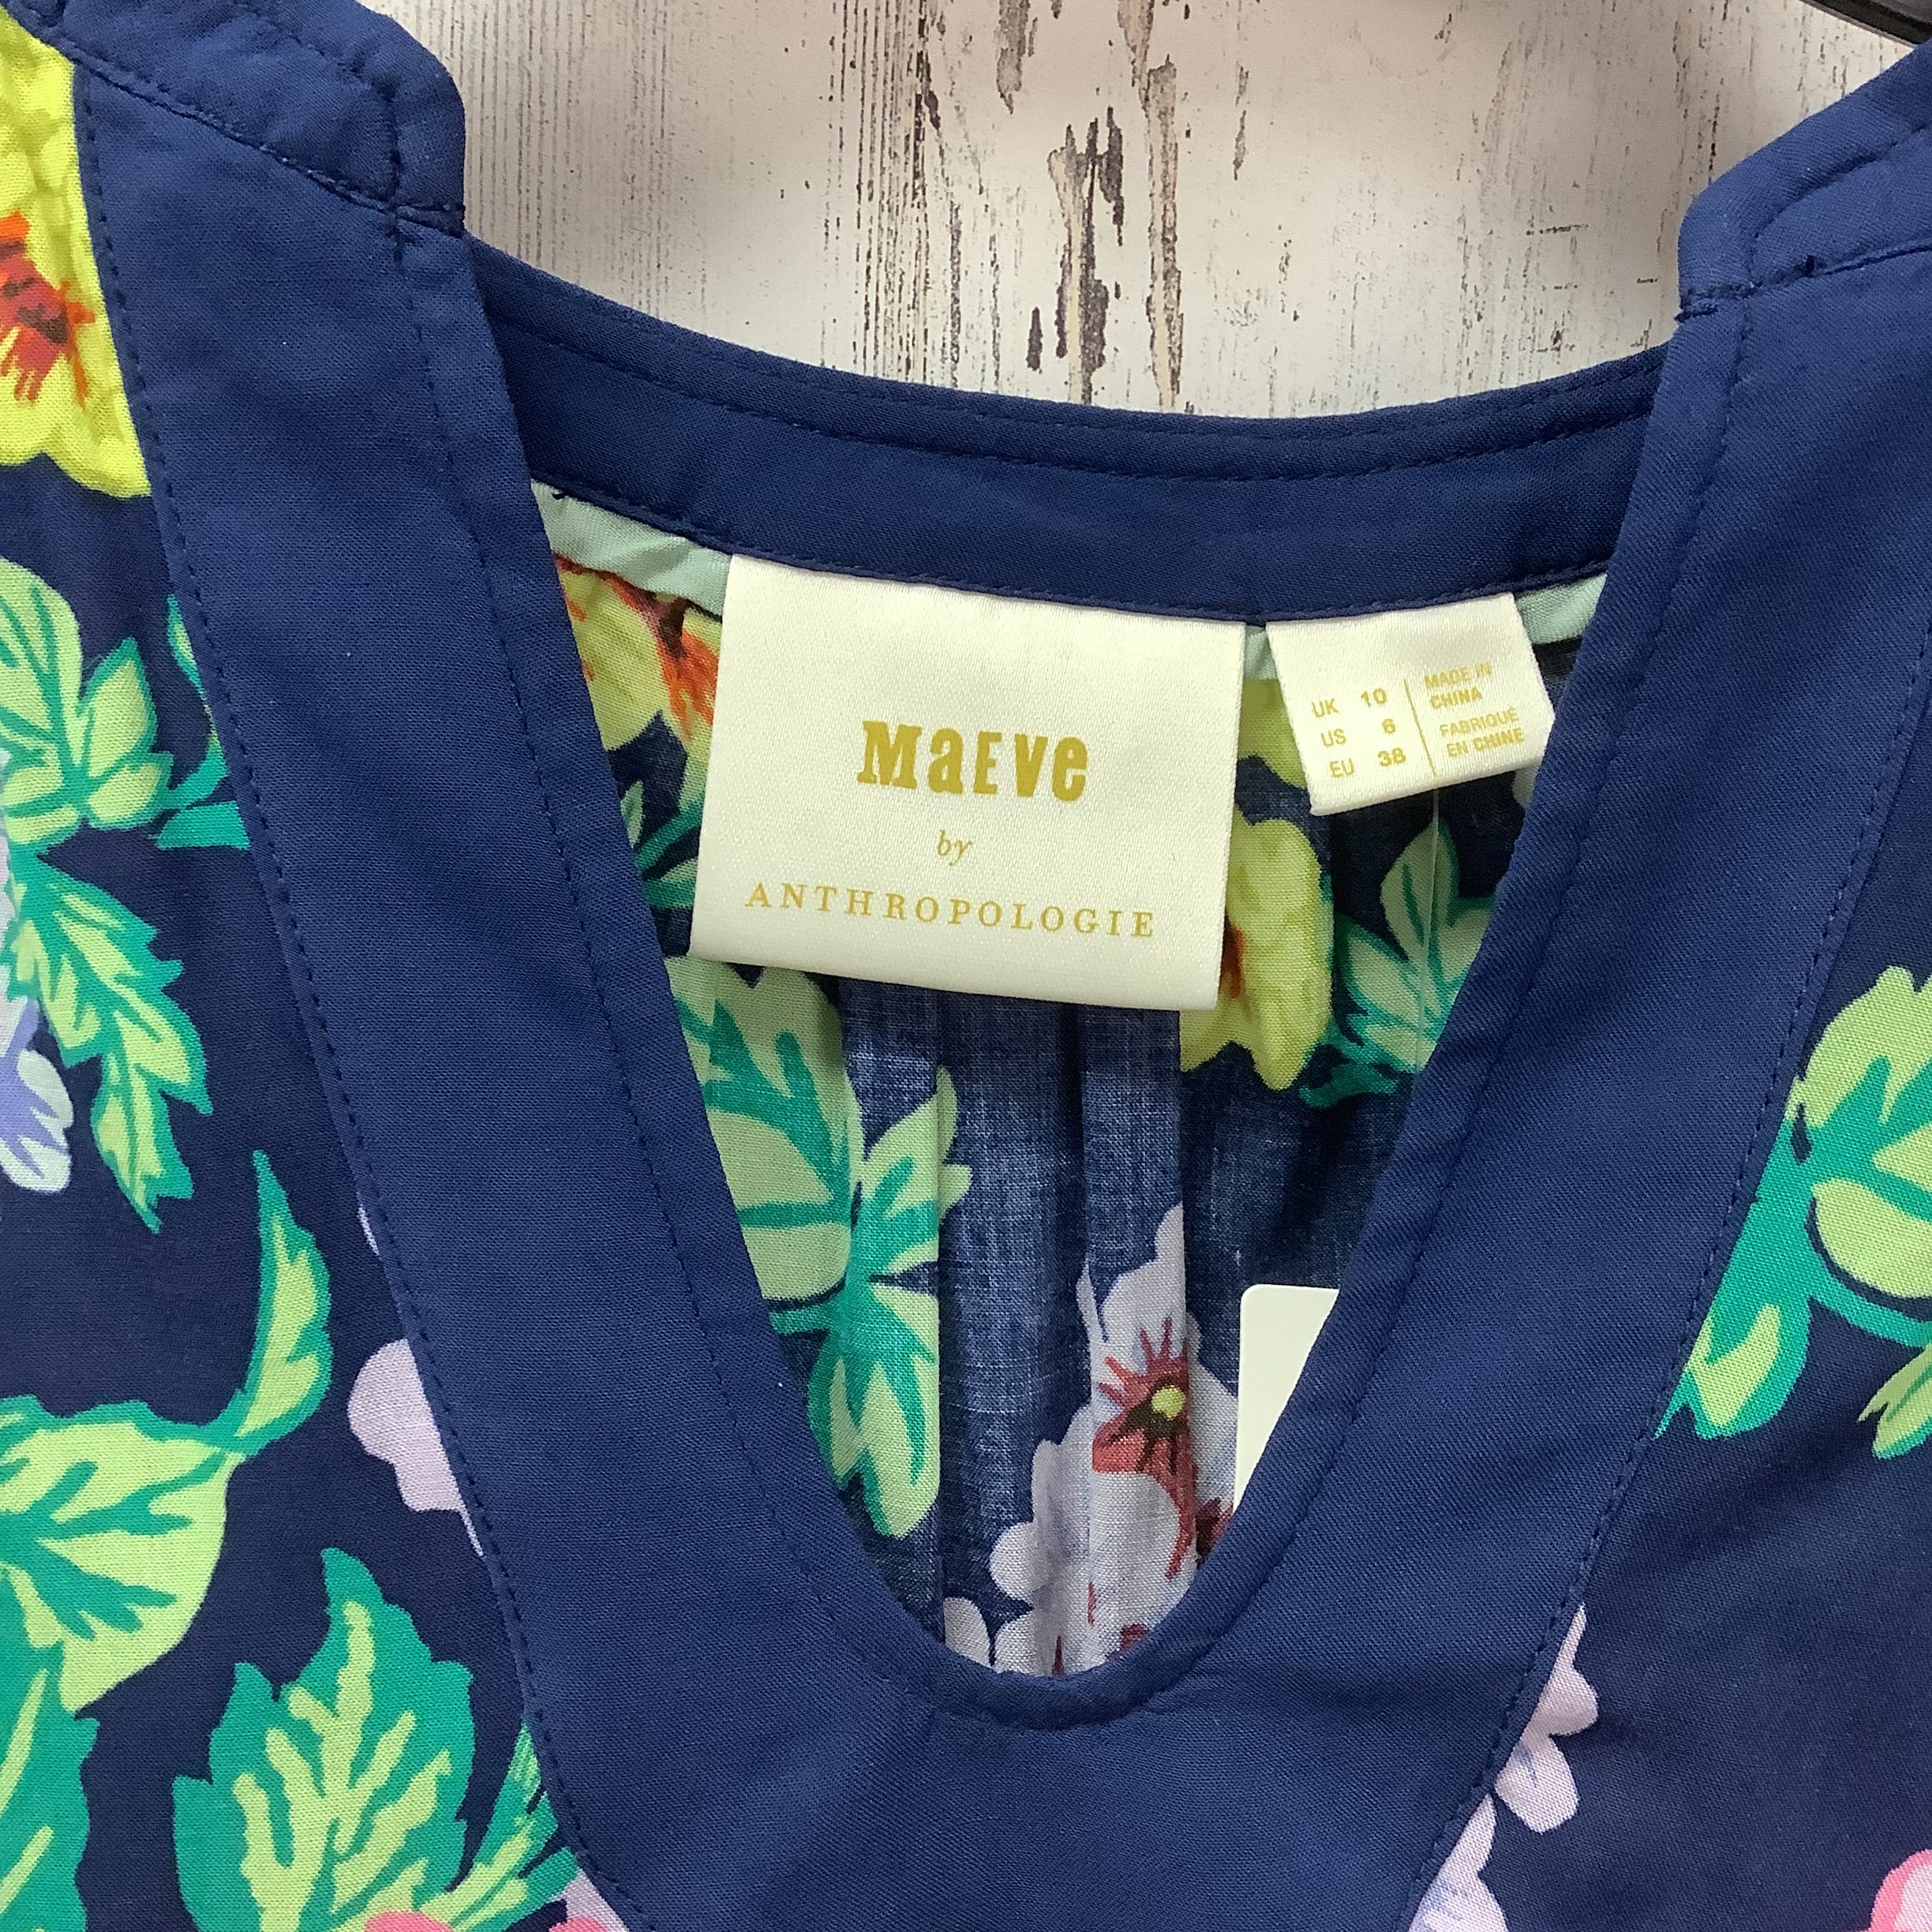 MaEve
by
ANTHROPOLOGIE
UK 10
US 6
EU 38
MADE IN
CHINA
FABRIQUÉ
EN CHINE